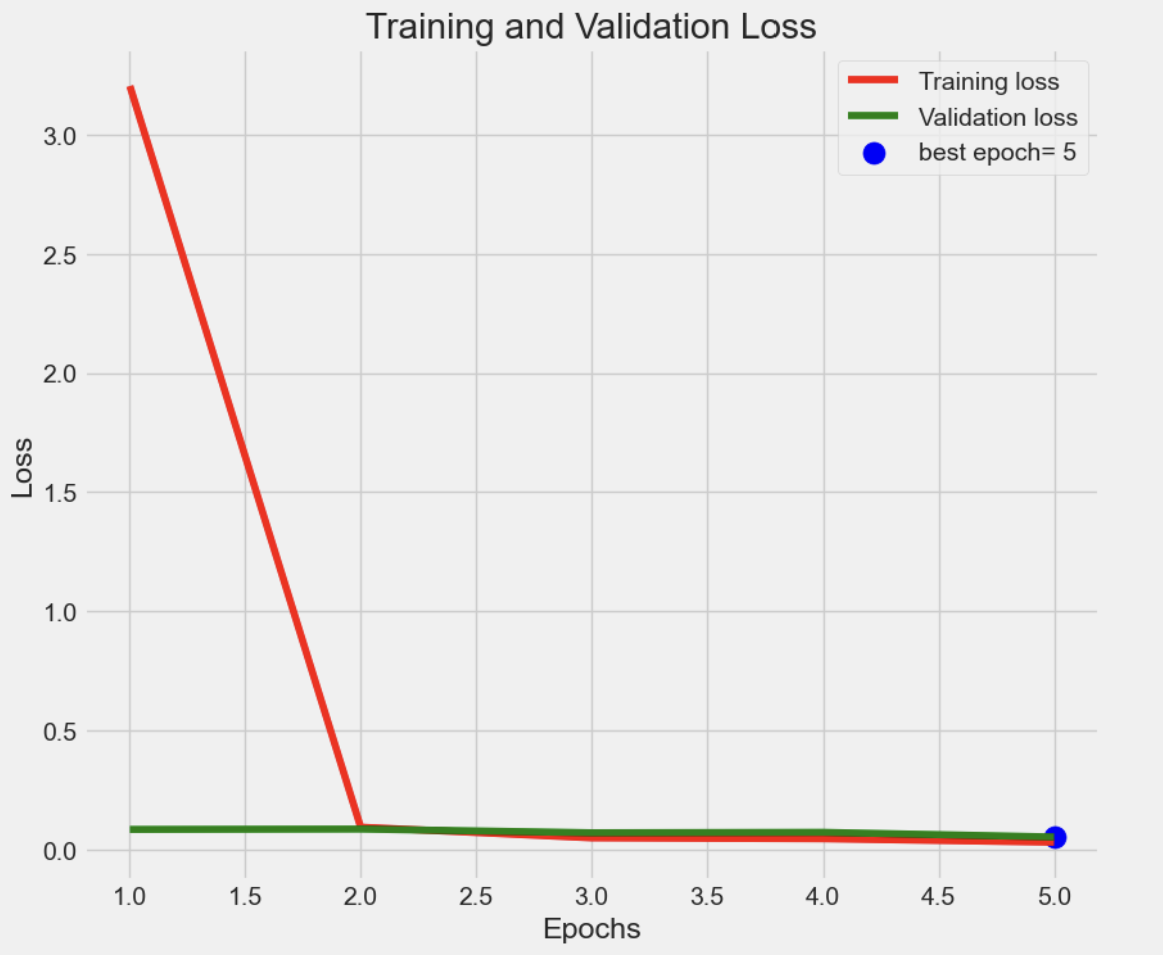 Training and Validation Loss
Training loss
Validation loss
best epoch= 5
Loss
3.0
2.5
2.0
1.5
1.0
0.5
0.0
1.0 1.5 2.0 2.5 3.0 3.5 4.0 4.5 5.0
Epochs